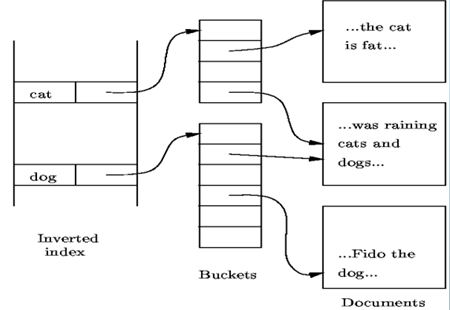 ...the cat
is fat...
cat
...was raining
cats and
dogs...
dog
Inverted
index
...Fido the
dog...
Buckets
Documents